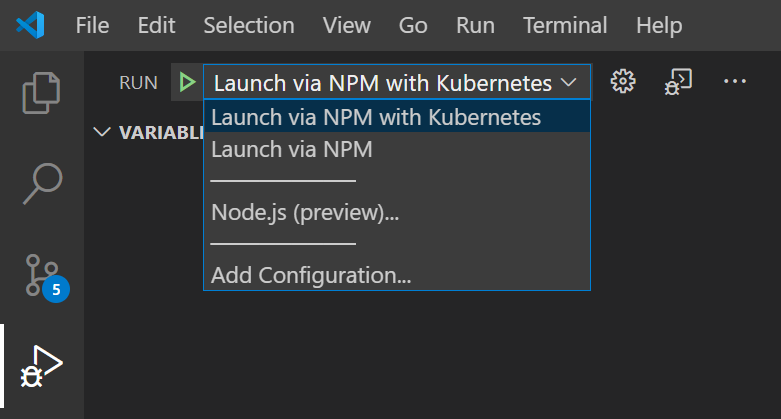 File Edit Selection View Go Run Terminal Help
RUN Launch via NPM with Kubernetes
Launch via NPM with Kubernetes
VARIABL
Launch via NPM
Node.js (preview)...
Add Configuration...
5